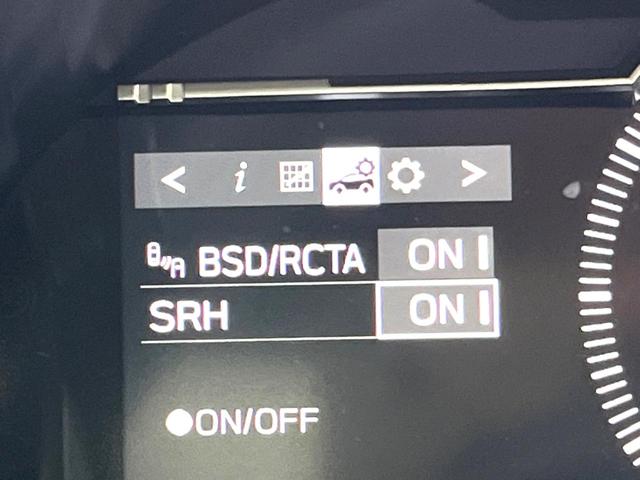 < i >
BSD/RCTA ON
SRH ON
ON/OFF